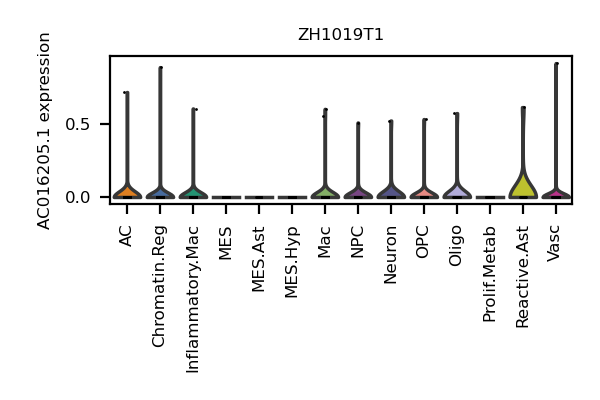 ZH1019T1
AC016205.1 expression
0.5
0.0
AC
Chromatin.Reg
Inflammatory.Mac
MES
MES.Ast
MES.Hyp
Mac
NPC
Neuron
OPC
Oligo
Prolif.Metab
Reactive.Ast
Vasc